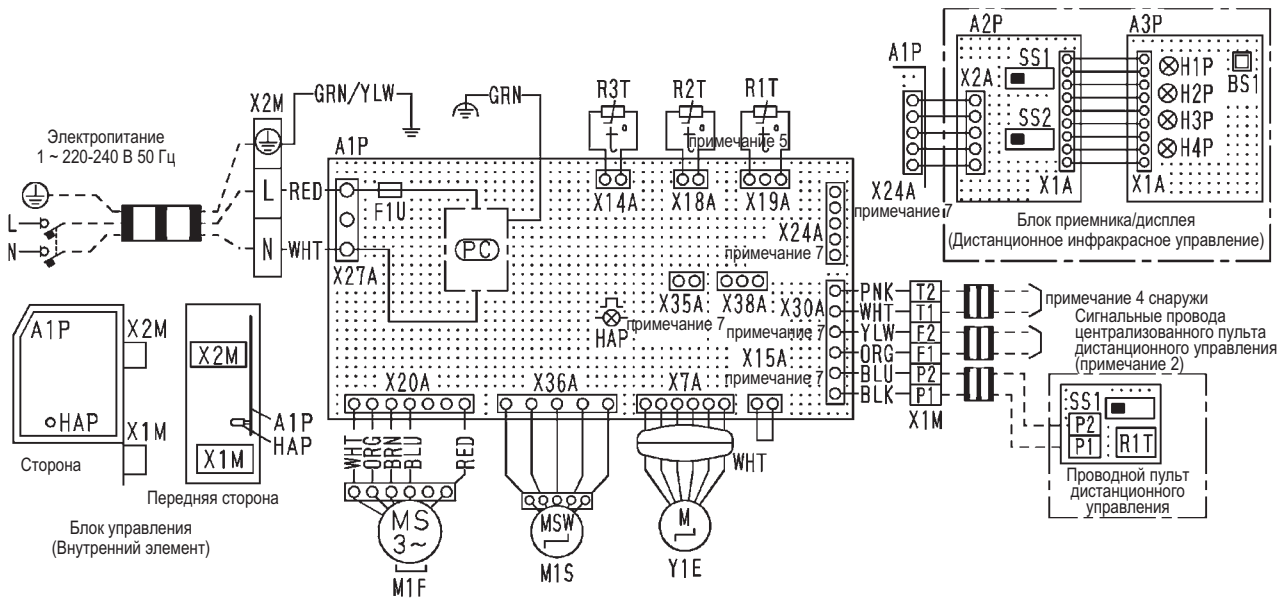 Электропитание
1 ~ 220-240 В 50 Гц
L
N
X2M
L
N
GRN/YLW
GRN
RED
WHT
A1P
F1U
PC
X27A
R3T
t°
X14A
R2T
t°
X18A
R1T
t°
примечание 5
X19A
X24A
примечание 7
X35A
примечание 7
X38A
HAP
X30A
примечание 7
X15A
примечание 7
X20A
X36A
X7A
WHT
ORG
BRN
BLU
RED
MS
3~
M1F
MSW
M1S
M
Y1E
WHT
PNK
WHT
YLW
ORG
BLU
BLK
T2
T1
F2
F1
P2
P1
X1M
примечание 4 снаружи
Сигнальные провода
централизованного пульта
дистанционного управления
(примечание 2)
SS1
P2
P1
R1T
Проводной пульт
дистанционного
управления
A1P
X24A
примечание 7
A2P
X2A
SS1
SS2
X1A
A3P
X1A
H1P
H2P
H3P
H4P
BS1
Блок приемника/дисплея
(Дистанционное инфракрасное управление)
A1P
X2M
HAP
X1M
Сторона
X2M
A1P
HAP
X1M
Передняя сторона
Блок управления
(Внутренний элемент)